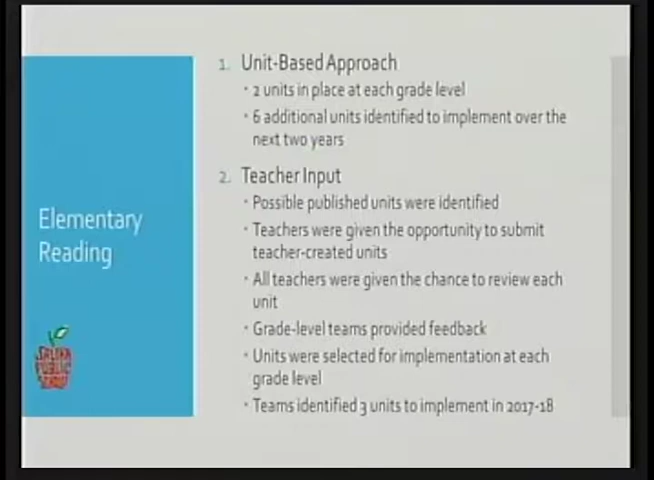 1. Unit-Based Approach
• 2 units in place at each grade level
• 6 additional units identified to implement over the
next two years
2. Teacher Input
• Possible published units were identified
• Teachers were given the opportunity to submit
teacher-created units
• All teachers were given the chance to review each
unit
• Grade-level teams provided feedback
• Units were selected for implementation at each
grade level
• Teams identified 3 units to implement in 2017-18
Elementary
Reading
SALINA
PUBLIC